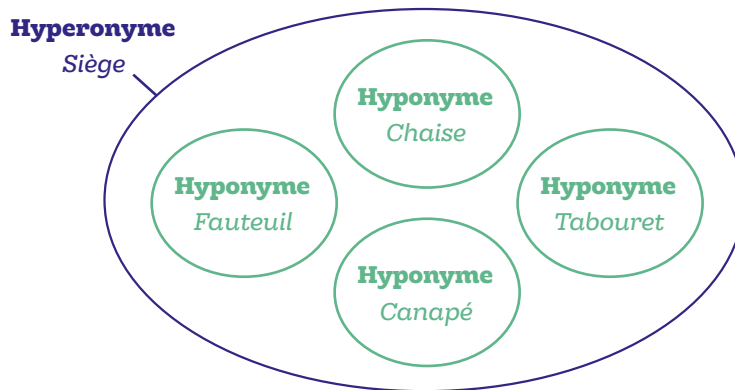 Hyperonyme
Siège
Hyponyme
Chaise
Hyponyme
Fauteuil
Hyponyme
Tabouret
Hyponyme
Canapé